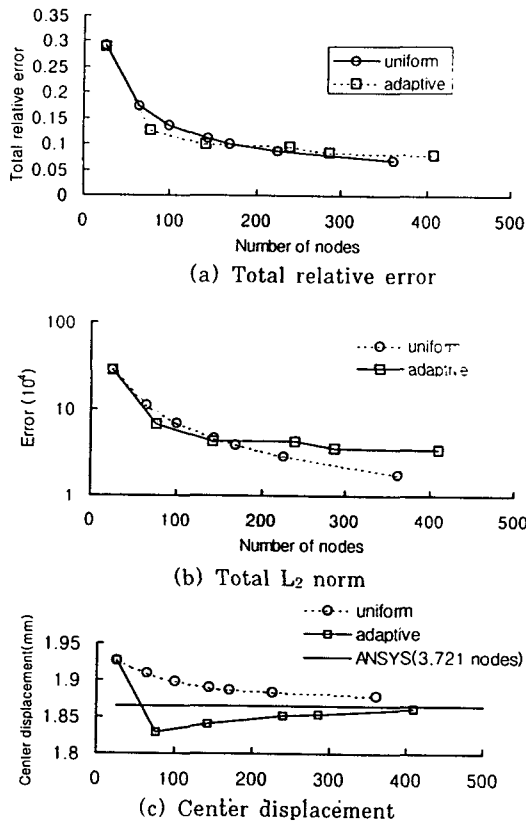 0.35
0.3
0.25
0.2
0.15
0.1
0.05
0
Total relative error
uniform
adaptive
0 100 200 300 400 500
Number of nodes
(a) Total relative error
100
10
1
Error (10⁴)
uniform
adaptive
0 100 200 300 400 500
Number of nodes
(b) Total L₂ norm
uniform
adaptive
ANSYS(3.721 nodes)
1.95
1.9
1.85
1.8
Center displacement(mm)
0 100 200 300 400 500
(c) Center displacement